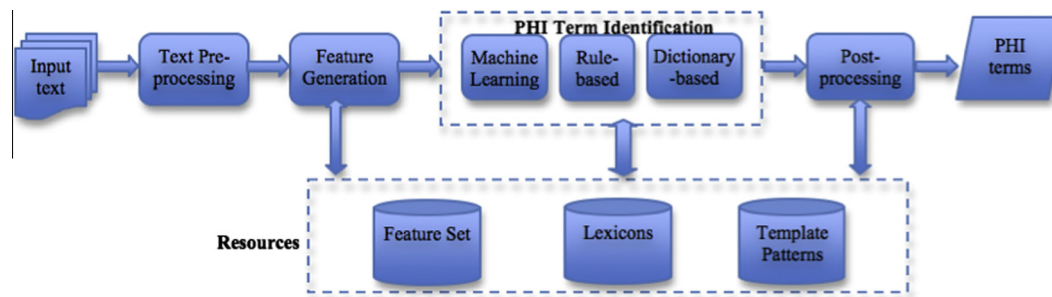 PHI Term Identification
Input
text
Text Pre-
processing
Feature
Generation
Machine
Learning
Rule-
based
Dictionary
-based
Post-
processing
PHI
terms
Resources
Feature Set
Lexicons
Template
Patterns